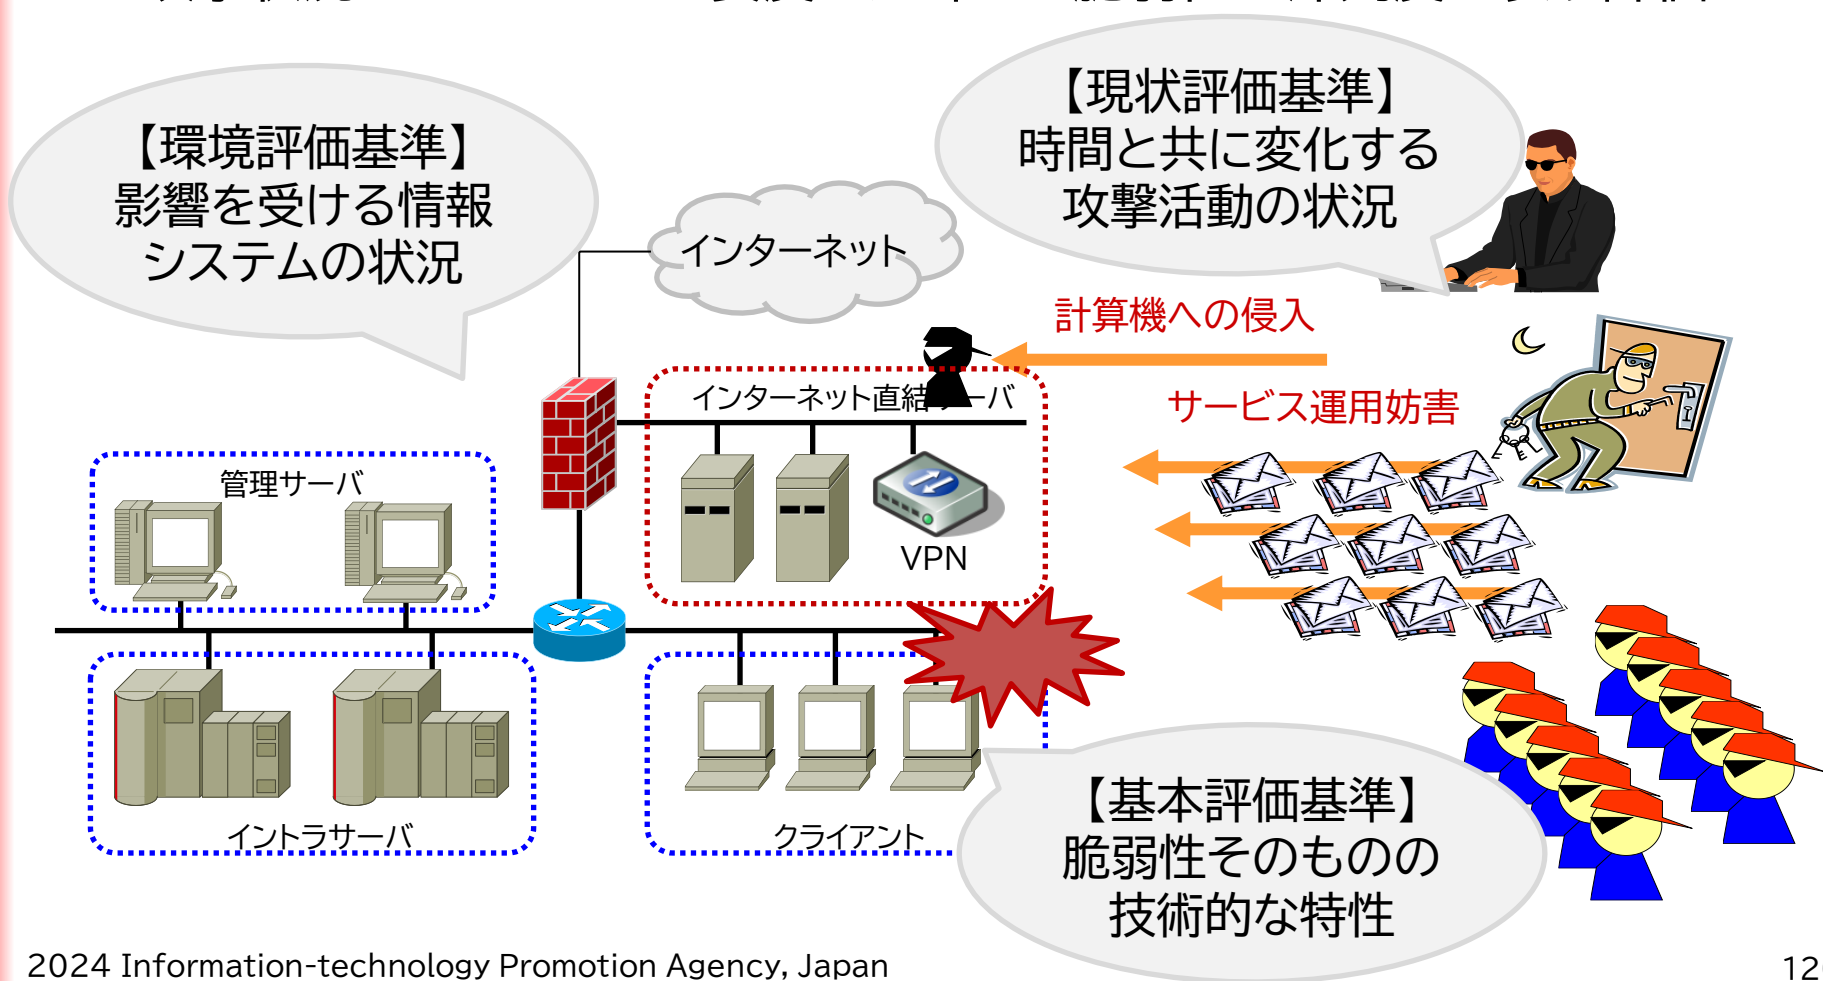 【環境評価基準】
影響を受ける情報
システムの状況
【現状評価基準】
時間と共に変化する
攻撃活動の状況
インターネット
計算機への侵入
インターネット直結サーバ
サービス運用妨害
管理サーバ
VPN
イントラサーバ
クライアント
【基本評価基準】
脆弱性そのものの
技術的な特性
2024 Information-technology Promotion Agency, Japan
12